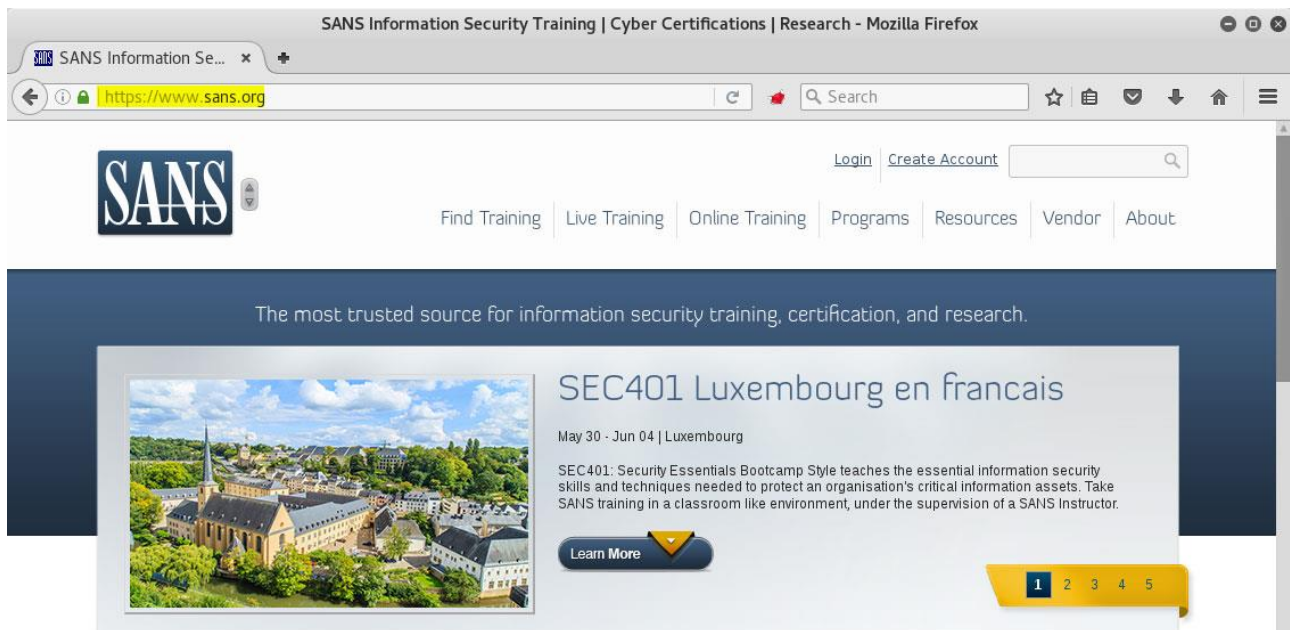 SANS Information Security Training | Cyber Certifications | Research - Mozilla Firefox
SANS Information Se...
https://www.sans.org
Search
SANS
Login Create Account
Find Training Live Training Online Training Programs Resources Vendor About
The most trusted source for information security training, certification, and research.
SEC401 Luxembourg en francais
May 30 - Jun 04 | Luxembourg
SEC401: Security Essentials Bootcamp Style teaches the essential information security
skills and techniques needed to protect an organisation's critical information assets. Take
SANS training in a classroom like environment, under the supervision of a SANS Instructor.
Learn More
1 2 3 4 5